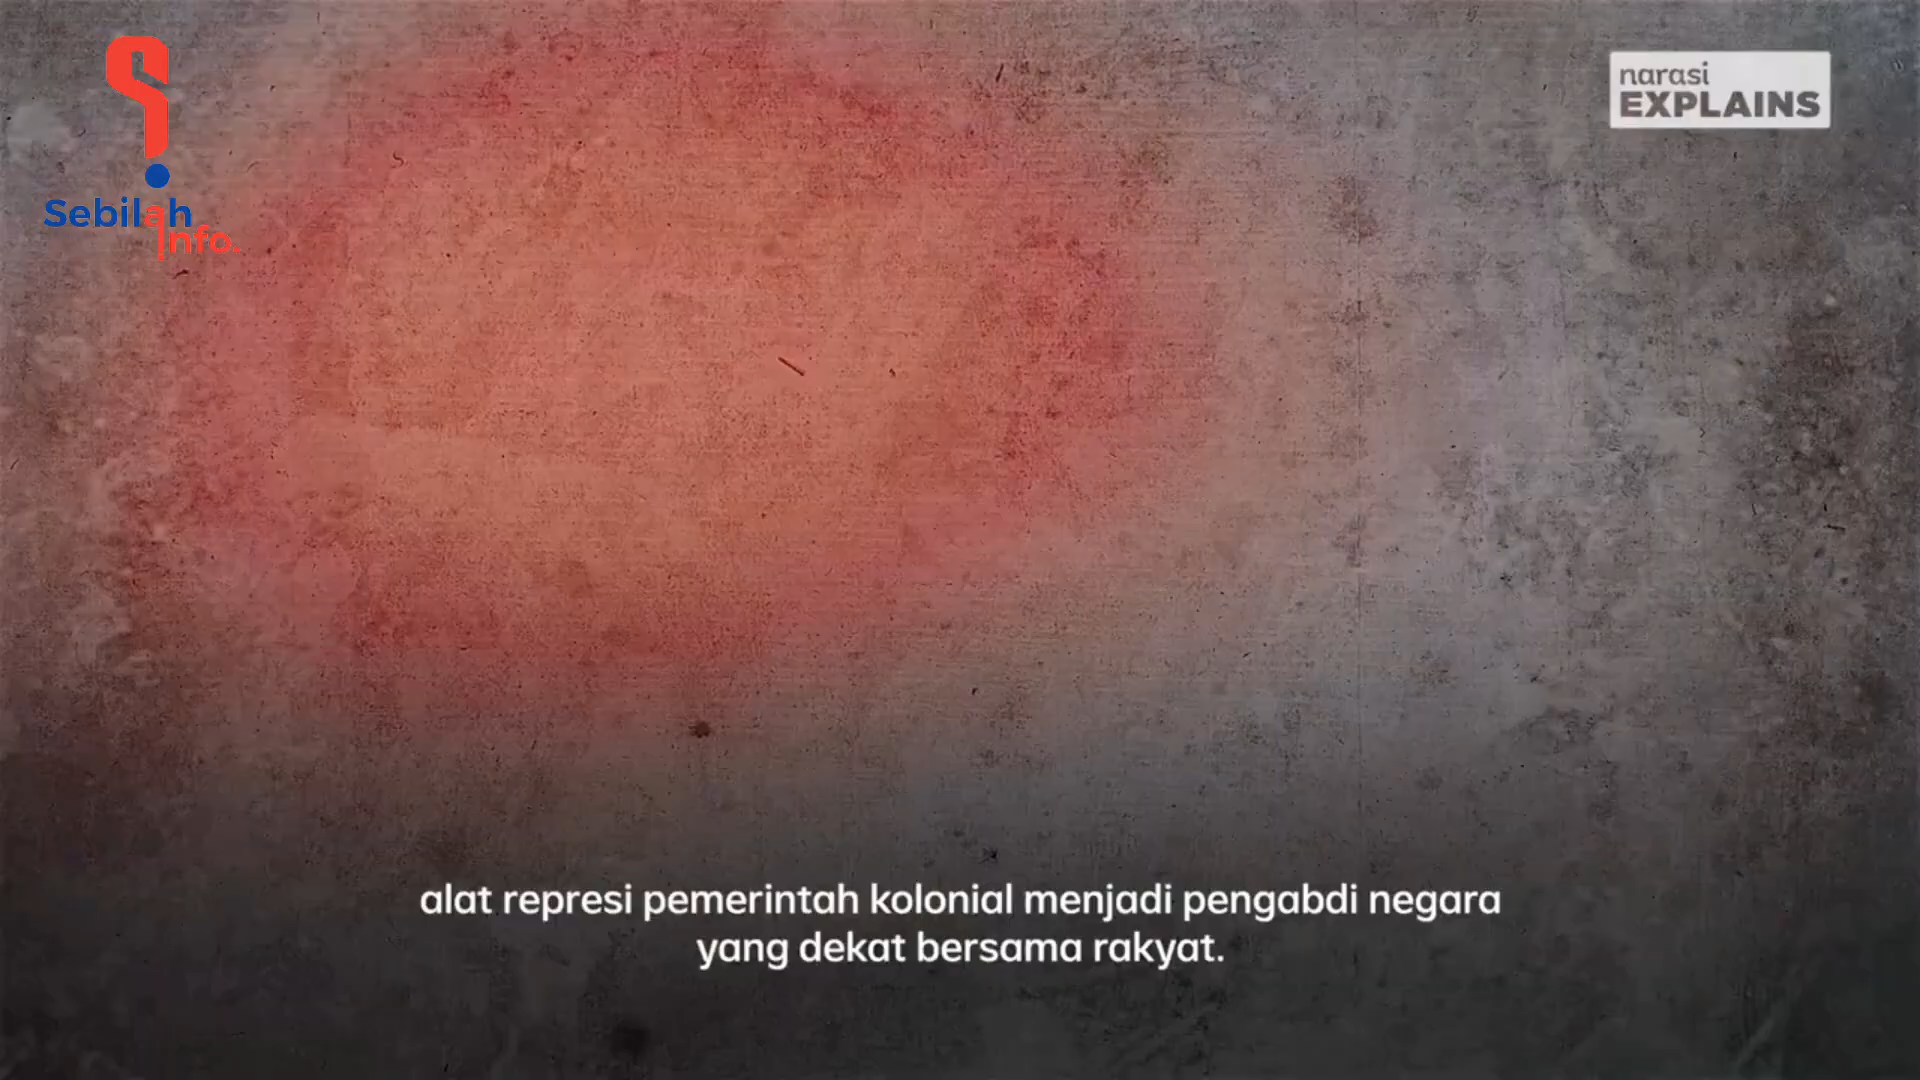 Sebilah
Info.
narasi
EXPLAINS
alat represi pemerintah kolonial menjadi pengabdi negara
yang dekat bersama rakyat.